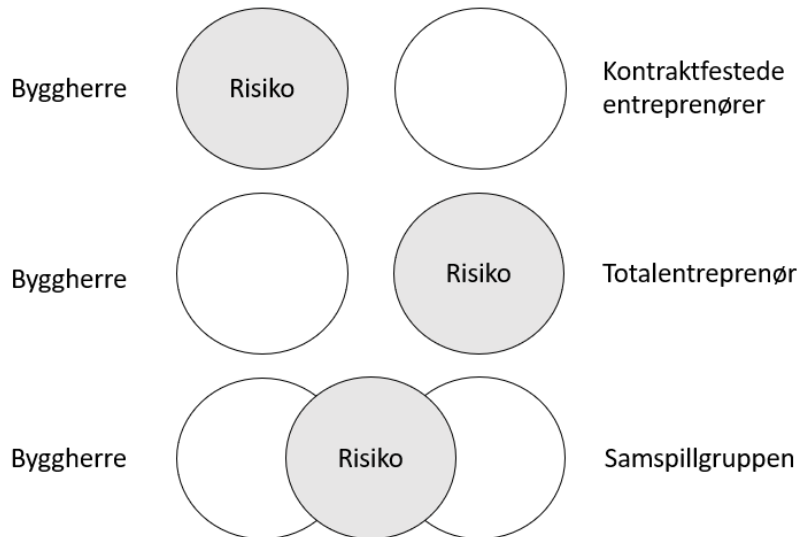 Byggherre
Risiko
Kontraktfestede
entreprenører
Byggherre
Risiko
Totalentreprenør
Byggherre
Risiko
Samspillgruppen